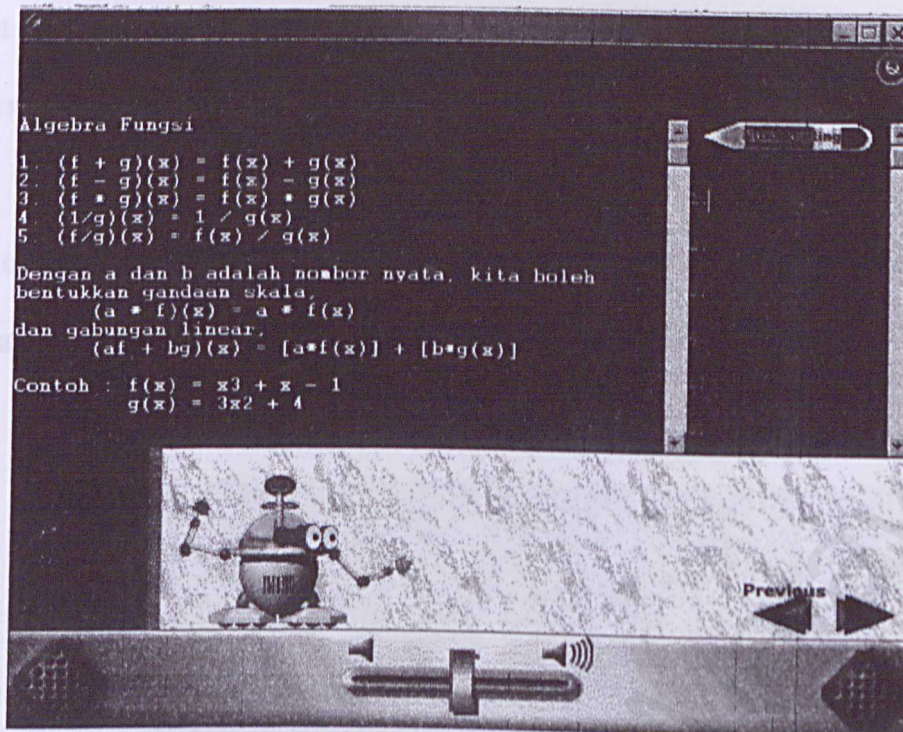 Algebra Fungsi
1. (f + g)(x) = f(x) + g(x)
2. (f - g)(x) = f(x) - g(x)
3. (f * g)(x) = f(x) * g(x)
4. (1/g)(x) = 1 / g(x)
5. (f/g)(x) = f(x) / g(x)
Dengan a dan b adalah nombor nyata, kita boleh
bentukkan gandaan skala,
(a * f)(x) = a * f(x)
dan gabungan linear,
(af + bg)(x) = [a*f(x)] + [b*g(x)]
Contoh : f(x) = x3 + x - 1
g(x) = 3x2 + 4
Previous